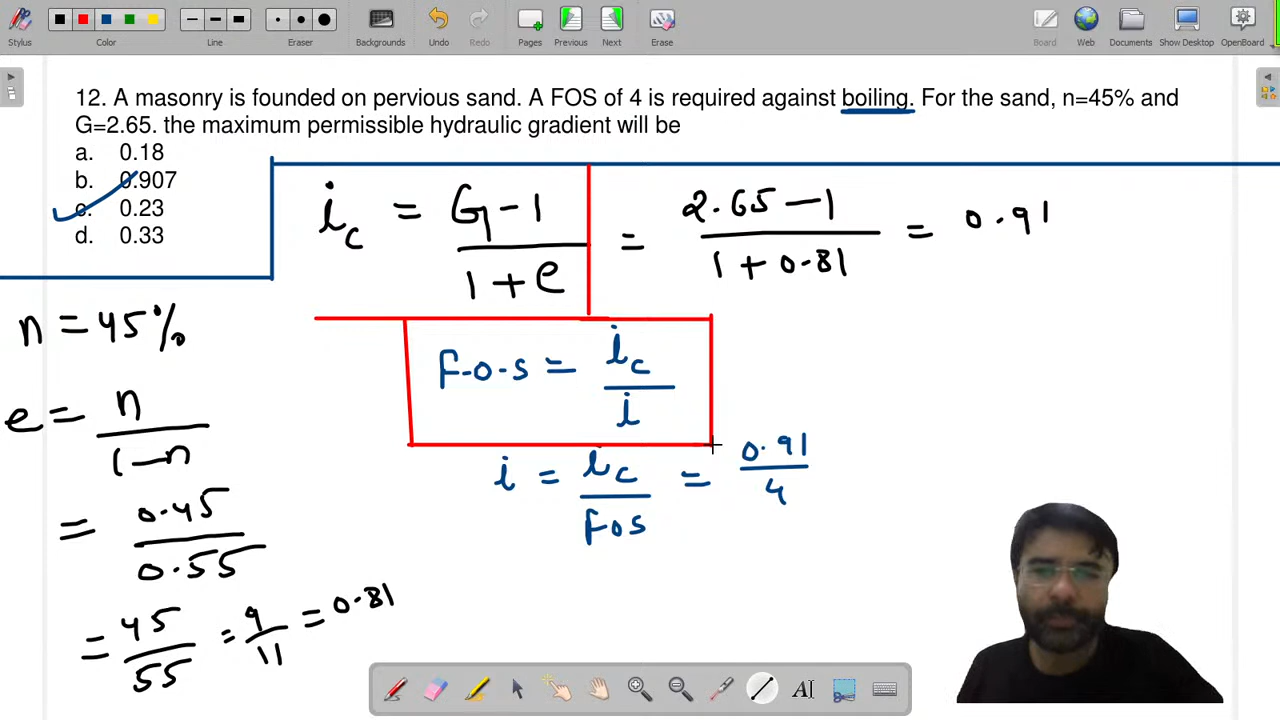 Stylus
Color
Line
Eraser
Backgrounds
Undo
Redo
Pages
Previous
Next
Erase
Board
Web
Documents
Show Desktop
OpenBoard
12. A masonry is founded on pervious sand. A FOS of 4 is required against boiling. For the sand, n=45% and
G=2.65. the maximum permissible hydraulic gradient will be
a. 0.18
b. 0.907
c. 0.23
d. 0.33
i_c = G-1 / 1+e = 2.65-1 / 1+0.81 = 0.91
n = 45%
e = n / 1-n
= 0.45 / 0.55
= 45 / 55 = 9 / 11 = 0.81
F.O.S = i_c / i
i = i_c / FOS = 0.91 / 4
AI